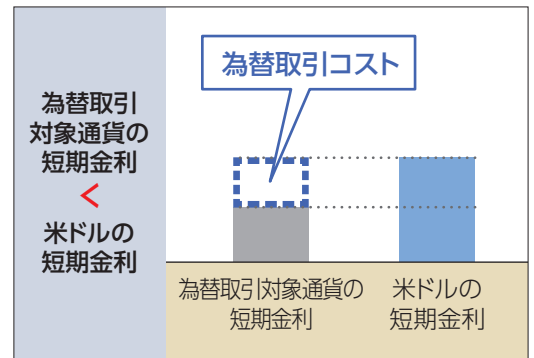 為替取引
対象通貨の
短期金利
<
米ドルの
短期金利
為替取引コスト
為替取引対象通貨の
短期金利
米ドルの
短期金利